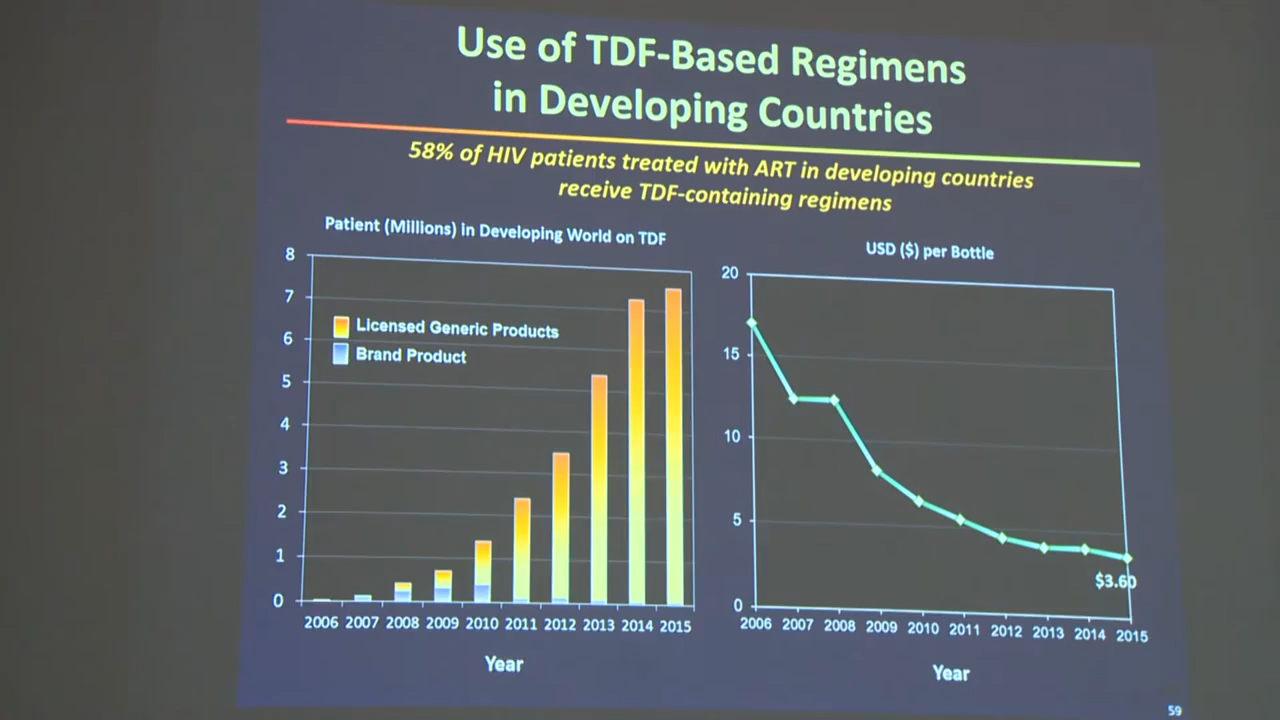 Use of TDF-Based Regimens
in Developing Countries
58% of HIV patients treated with ART in developing countries
receive TDF-containing regimens
Patient (Millions) in Developing World on TDF
8
7
6
5
4
3
2
1
0
Licensed Generic Products
Brand Product
2006 2007 2008 2009 2010 2011 2012 2013 2014 2015
Year
USD ($) per Bottle
20
15
10
5
0
$3.60
2006 2007 2008 2009 2010 2011 2012 2013 2014 2015
Year
59